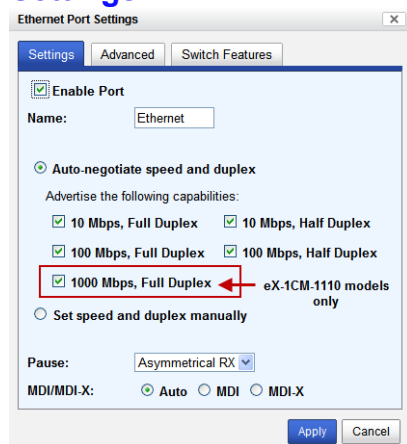 Ethernet Port Settings
Settings Advanced Switch Features
Enable Port
Name: Ethernet
Auto-negotiate speed and duplex
Advertise the following capabilities:
10 Mbps, Full Duplex 10 Mbps, Half Duplex
100 Mbps, Full Duplex 100 Mbps, Half Duplex
1000 Mbps, Full Duplex eX-1CM-1110 models
only
Set speed and duplex manually
Pause: Asymmetrical RX
MDI/MDI-X: Auto MDI MDI-X
Apply Cancel